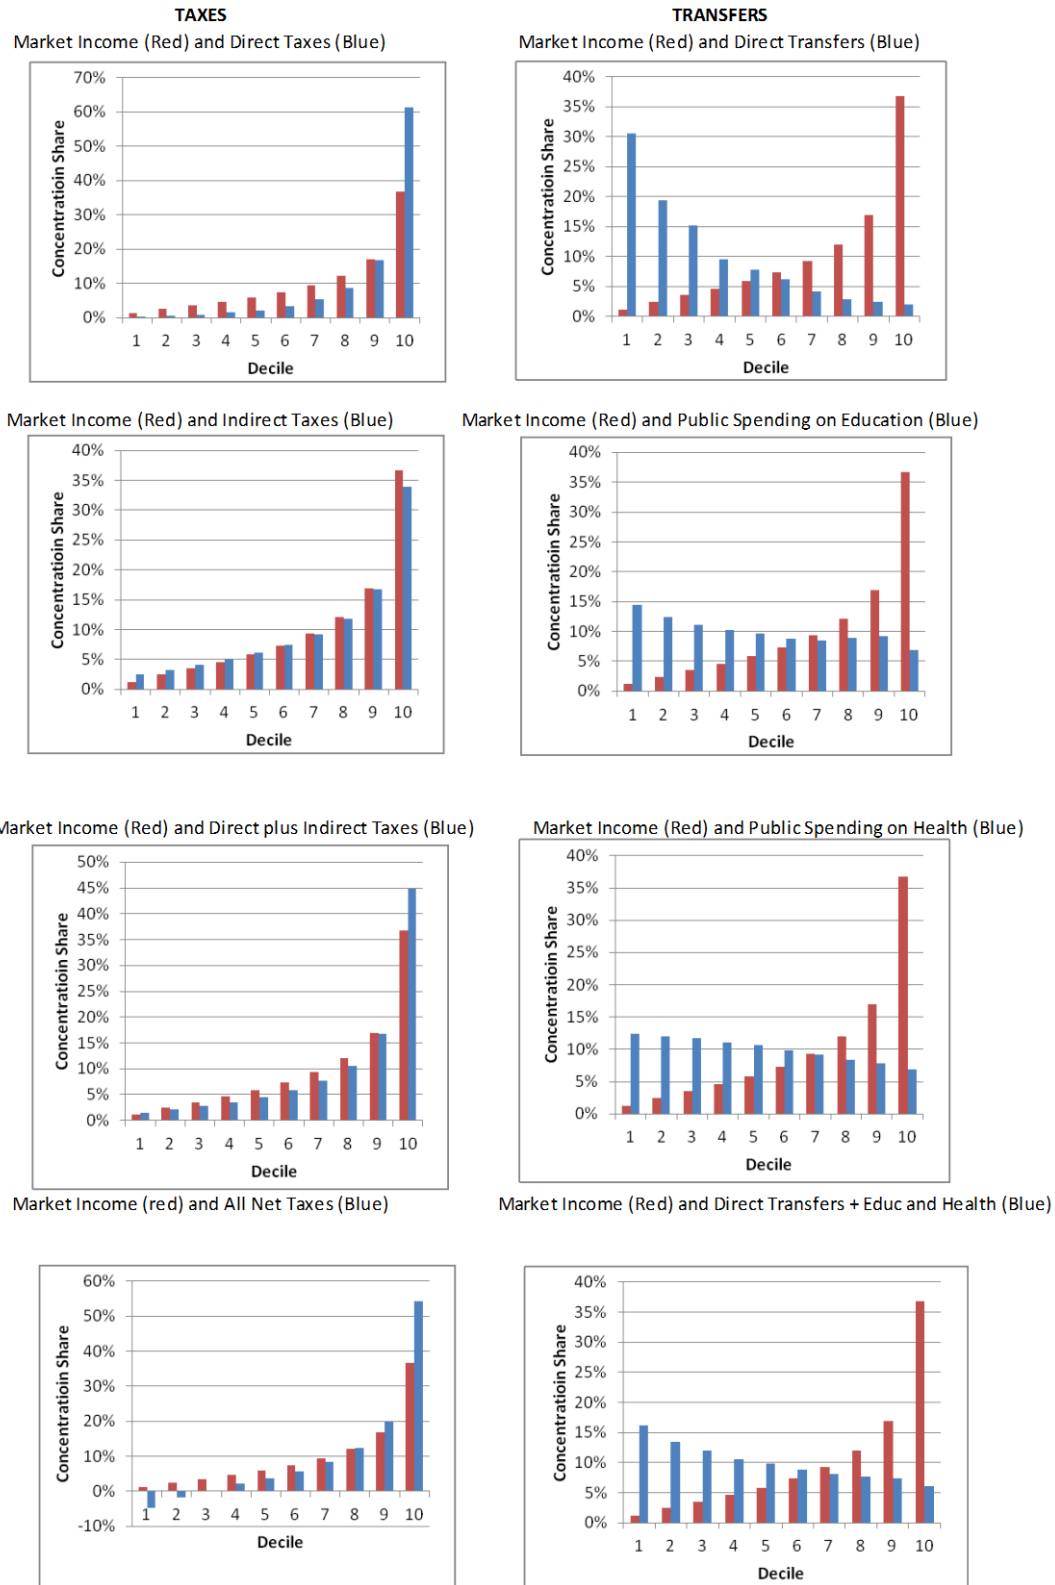 TAXES
TRANSFERS
Market Income (Red) and Direct Taxes (Blue)
Market Income (Red) and Direct Transfers (Blue)
70%
60%
50%
40%
30%
20%
10%
0%
Concentratioin Share
1 2 3 4 5 6 7 8 9 10
Decile
40%
35%
30%
25%
20%
15%
10%
5%
0%
Concentratioin Share
1 2 3 4 5 6 7 8 9 10
Decile
Market Income (Red) and Indirect Taxes (Blue)
Market Income (Red) and Public Spending on Education (Blue)
40%
35%
30%
25%
20%
15%
10%
5%
0%
Concentratioin Share
1 2 3 4 5 6 7 8 9 10
Decile
40%
35%
30%
25%
20%
15%
10%
5%
0%
Concentratioin Share
1 2 3 4 5 6 7 8 9 10
Decile
Market Income (Red) and Direct plus Indirect Taxes (Blue)
Market Income (Red) and Public Spending on Health (Blue)
50%
45%
40%
35%
30%
25%
20%
15%
10%
5%
0%
Concentratioin Share
1 2 3 4 5 6 7 8 9 10
Decile
40%
35%
30%
25%
20%
15%
10%
5%
0%
Concentratioin Share
1 2 3 4 5 6 7 8 9 10
Decile
Market Income (red) and All Net Taxes (Blue)
Market Income (Red) and Direct Transfers + Educ and Health (Blue)
60%
50%
40%
30%
20%
10%
0%
-10%
Concentratioin Share
1 2 3 4 5 6 7 8 9 10
Decile
40%
35%
30%
25%
20%
15%
10%
5%
0%
Concentratioin Share
1 2 3 4 5 6 7 8 9 10
Decile